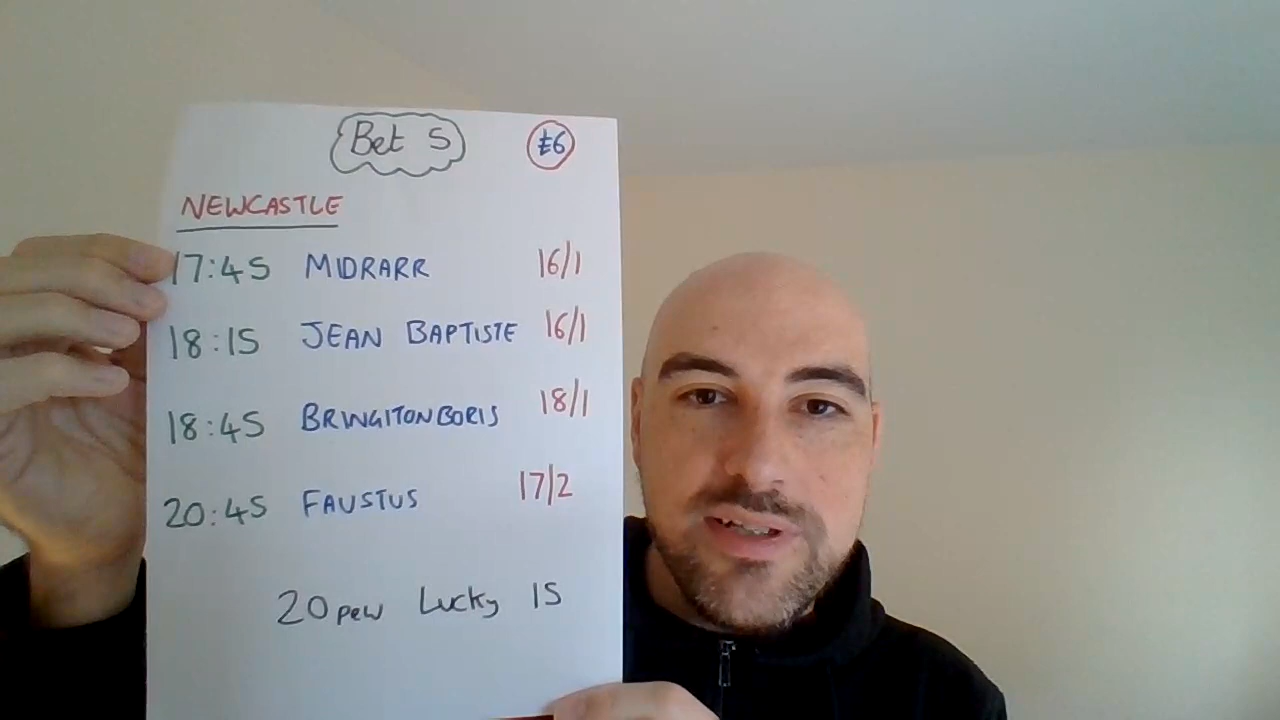 Bet 5 £6
NEWCASTLE
17:45 MIDRARR 16/1
18:15 JEAN BAPTISTE 16/1
18:45 BRINGITONBORIS 18/1
20:45 FAUSTUS 17/2
20pew Lucky 15